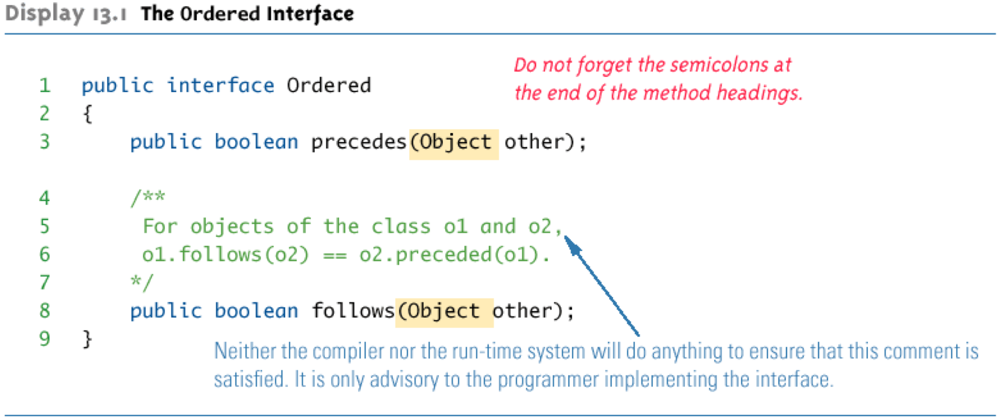 Display 13.1 The Ordered Interface
Do not forget the semicolons at
the end of the method headings.
1 public interface Ordered
2 {
3 public boolean precedes(Object other);
4 /**
5 For objects of the class o1 and o2,
6 o1.follows(o2) == o2.preceded(o1).
7 */
8 public boolean follows(Object other);
9 }
Neither the compiler nor the run-time system will do anything to ensure that this comment is
satisfied. It is only advisory to the programmer implementing the interface.